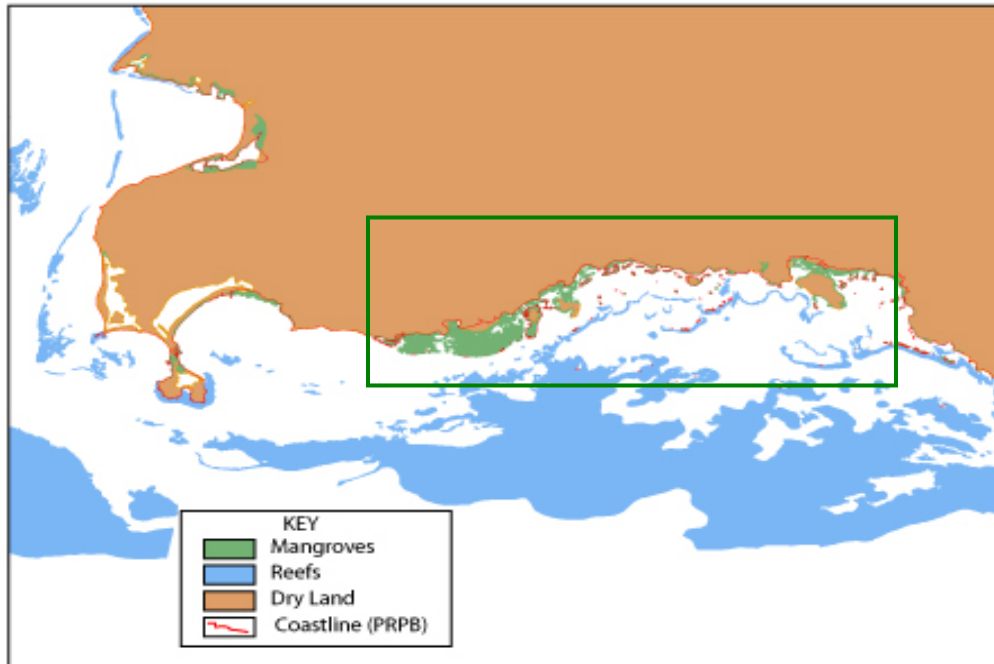 KEY
Mangroves
Reefs
Dry Land
Coastline (PRPB)